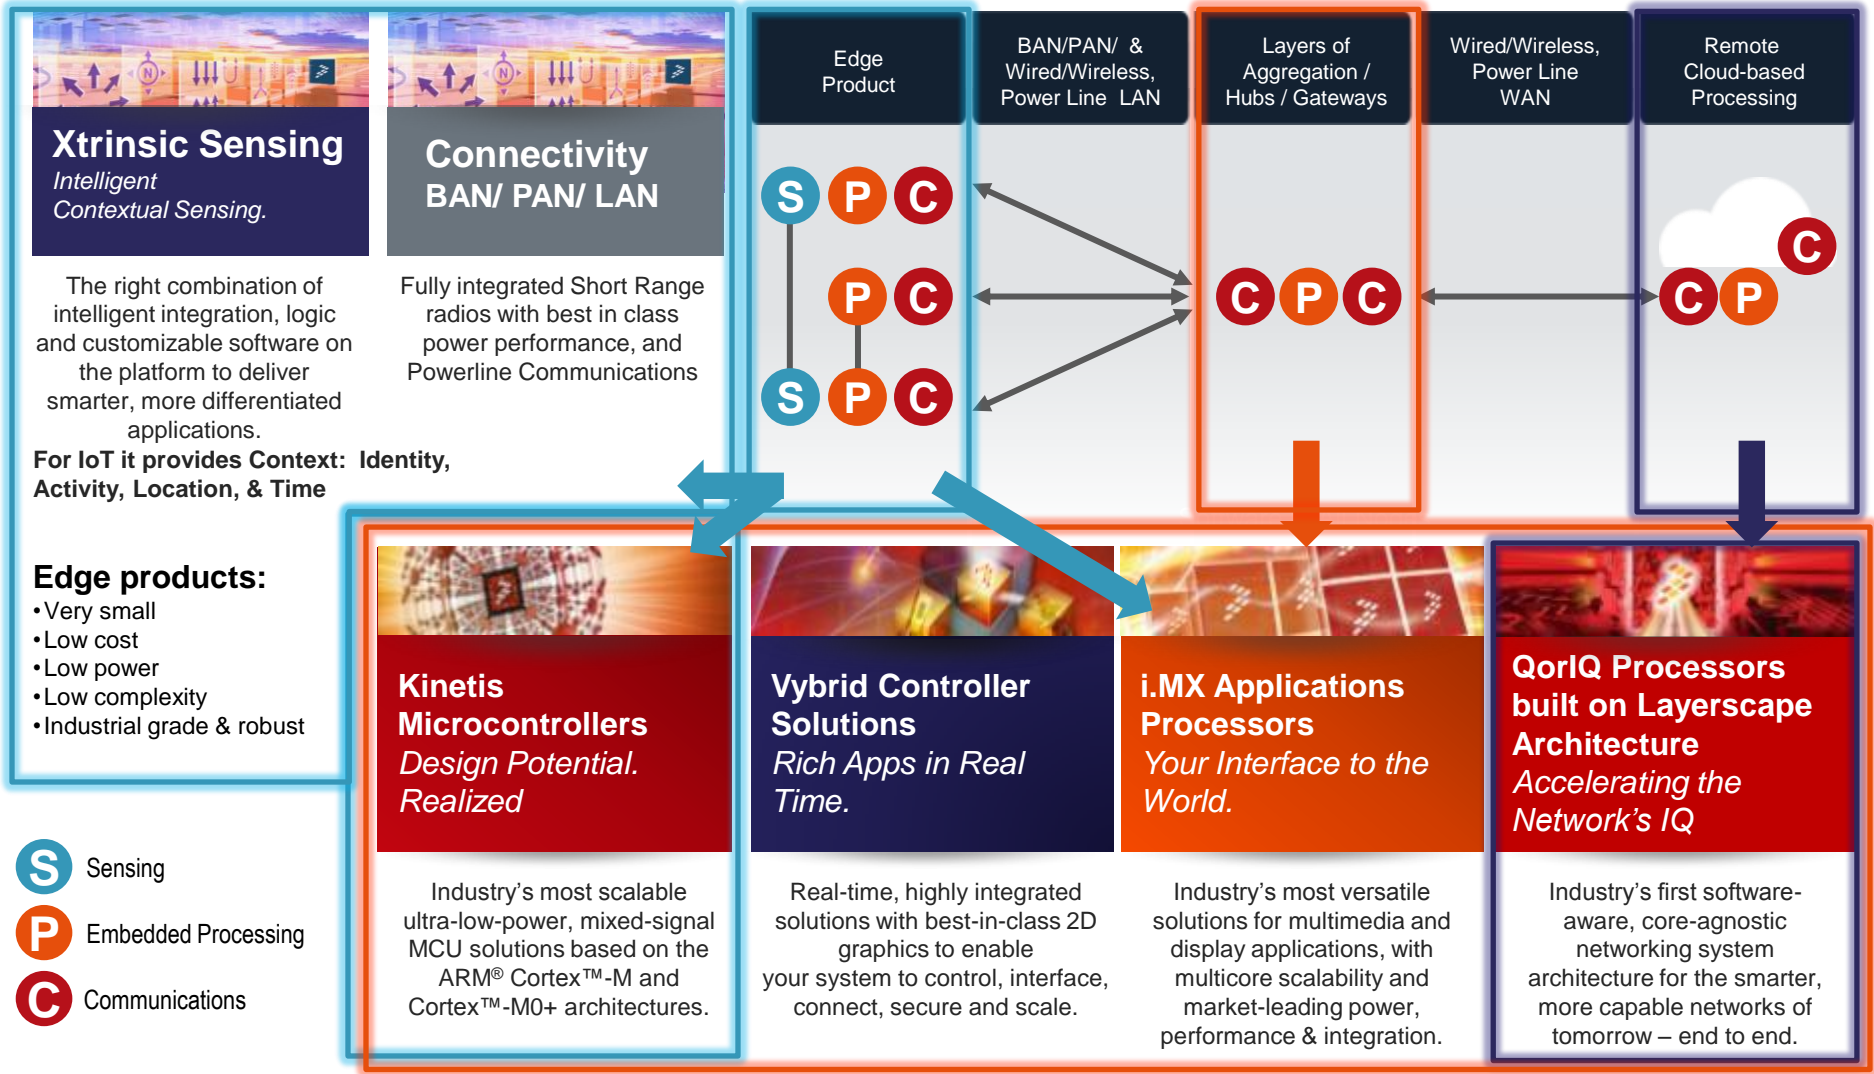 Xtrinsic Sensing
Intelligent
Contextual Sensing.
The right combination of
intelligent integration, logic
and customizable software on
the platform to deliver
smarter, more differentiated
applications.
For IoT it provides Context:  Identity,
Activity, Location, & Time
Connectivity
BAN/ PAN/ LAN
Fully integrated Short Range
radios with best in class
power performance, and
Powerline Communications
Edge
Product
BAN/PAN/ &
Wired/Wireless,
Power Line LAN
Layers of
Aggregation /
Hubs / Gateways
Wired/Wireless,
Power Line
WAN
Remote
Cloud-based
Processing
N
N
S P C
P C
S P C
C P C
C
C P
Edge products:
•Very small
•Low cost
•Low power
•Low complexity
•Industrial grade & robust
S Sensing
P Embedded Processing
C Communications
Kinetis
Microcontrollers
Design Potential.
Realized
Industry’s most scalable
ultra-low-power, mixed-signal
MCU solutions based on the
ARM® Cortex™-M and
Cortex™-M0+ architectures.
Vybrid Controller
Solutions
Rich Apps in Real
Time.
Real-time, highly integrated
solutions with best-in-class 2D
graphics to enable
your system to control, interface,
connect, secure and scale.
i.MX Applications
Processors
Your Interface to the
World.
Industry’s most versatile
solutions for multimedia and
display applications, with
multicore scalability and
market-leading power,
performance & integration.
QorIQ Processors
built on Layerscape
Architecture
Accelerating the
Network’s IQ
Industry’s first software-
aware, core-agnostic
networking system
architecture for the smarter,
more capable networks of
tomorrow – end to end.